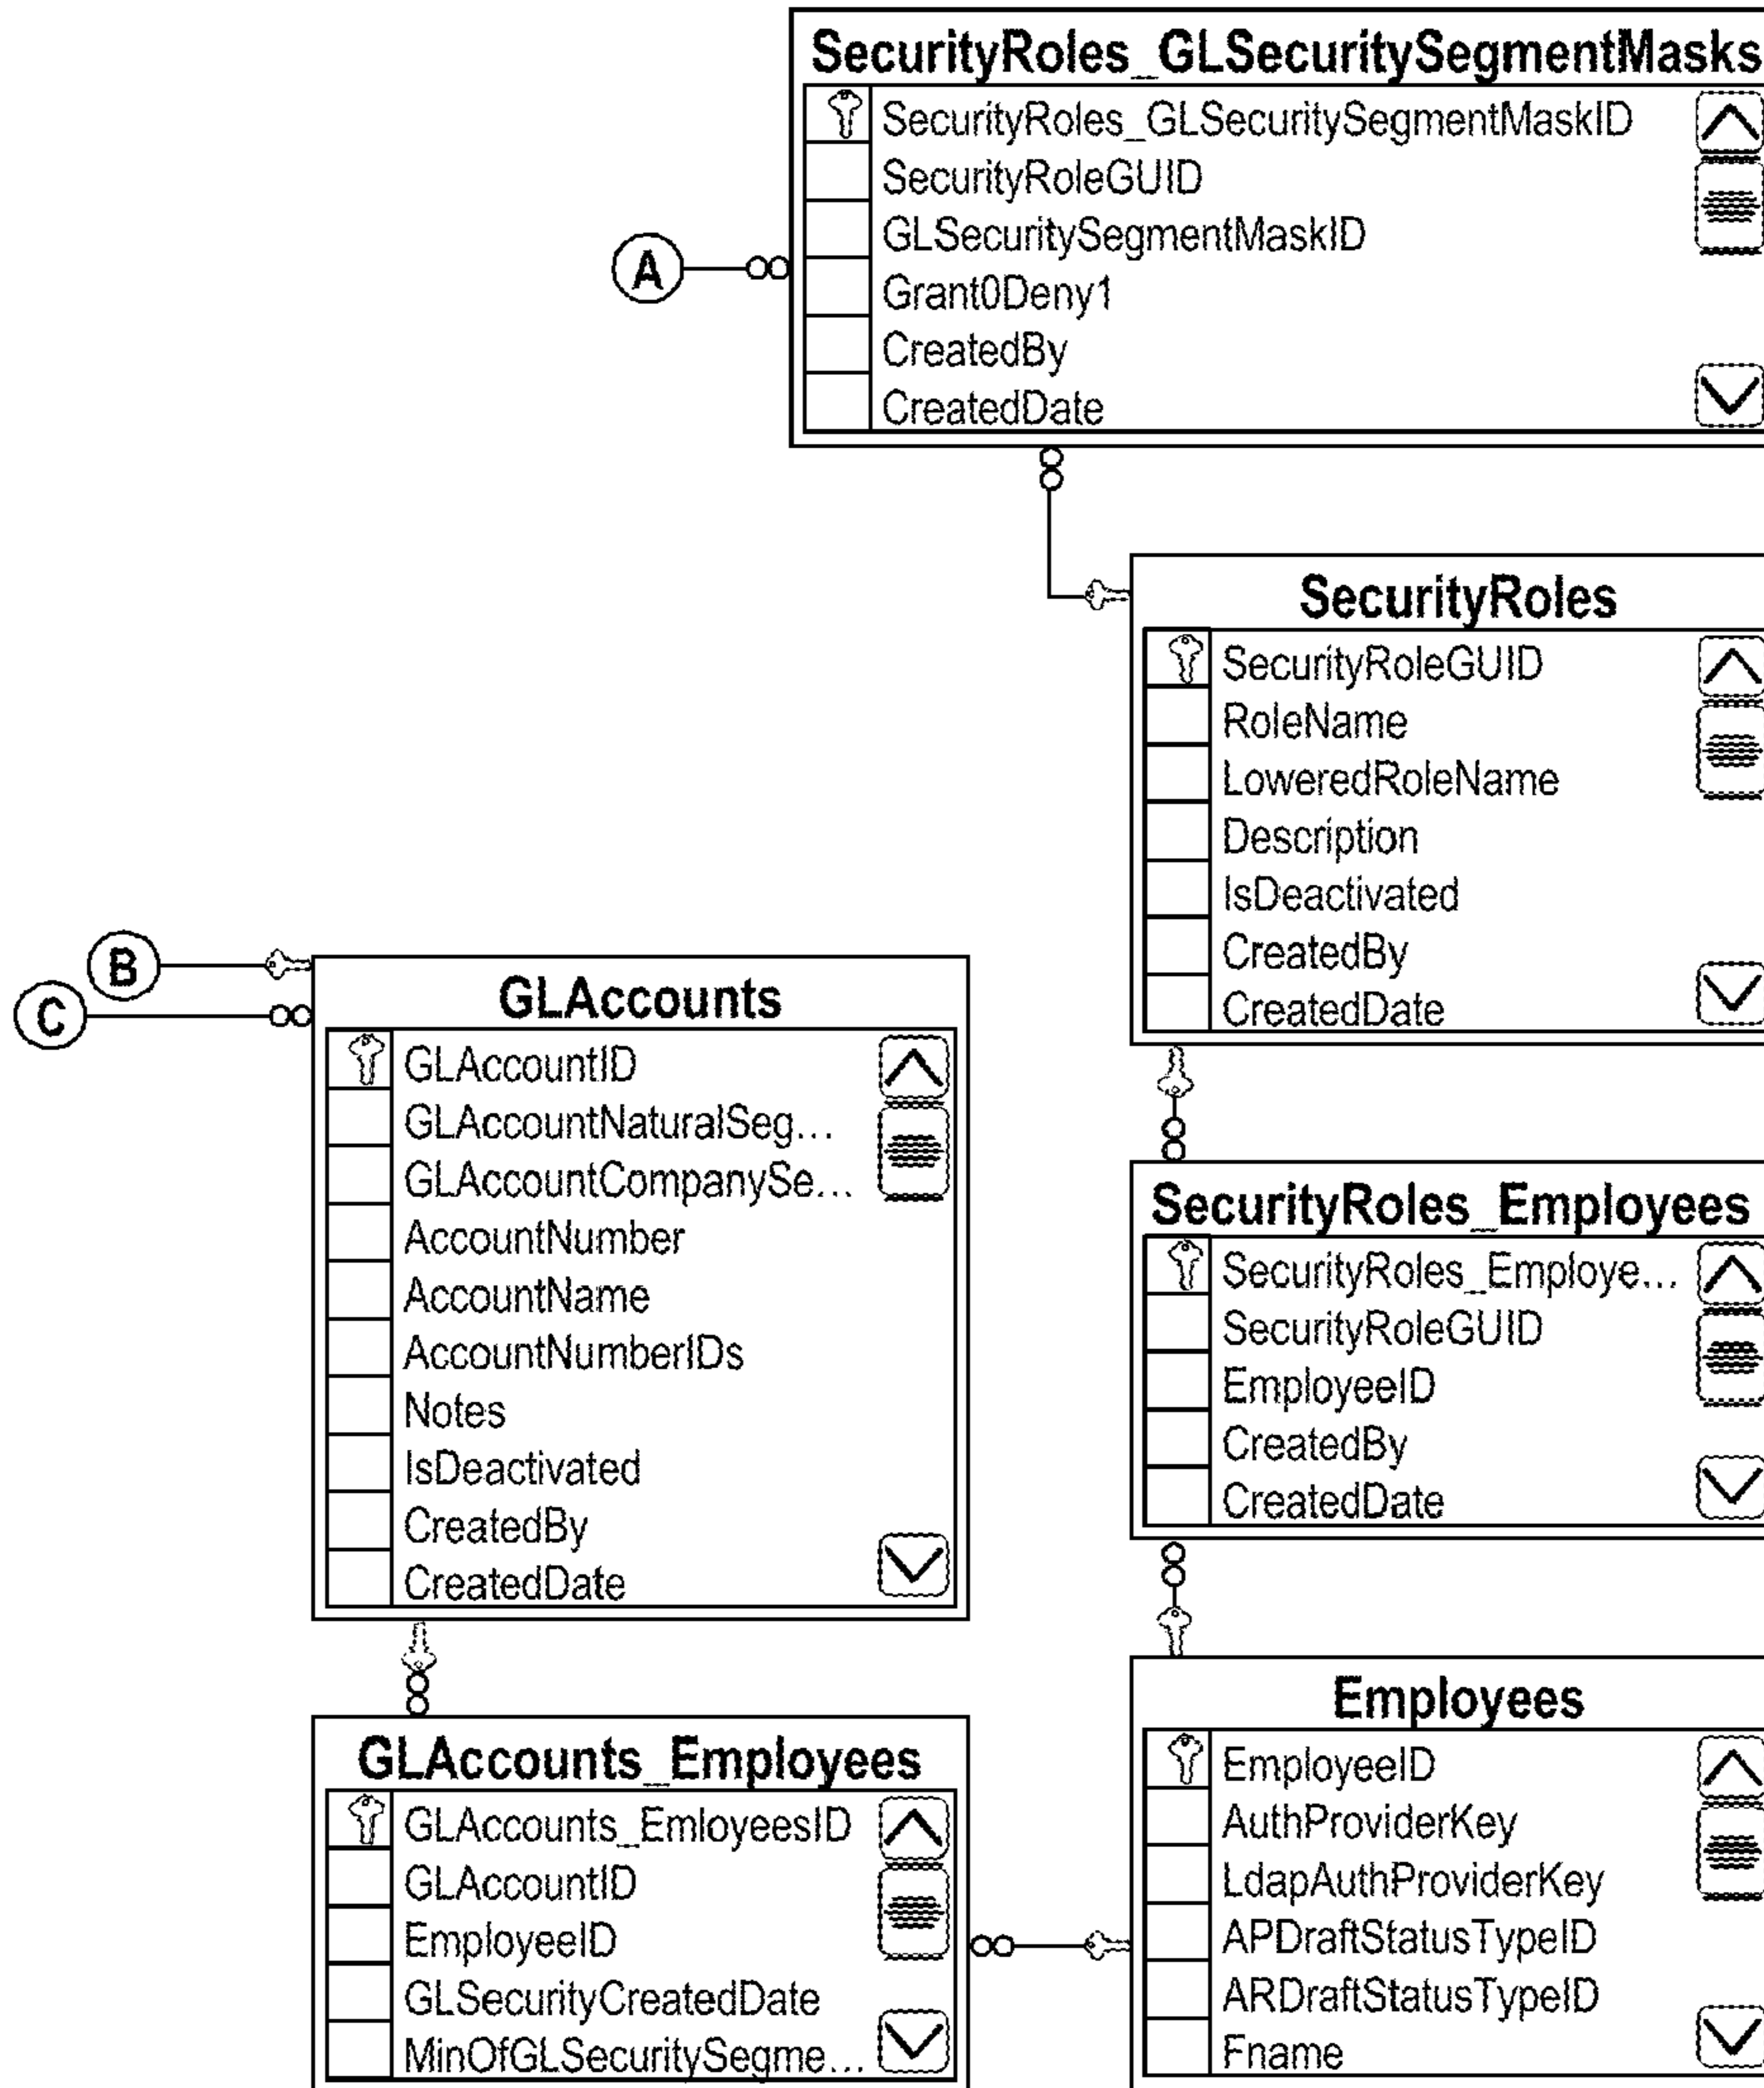 SecurityRoles_GLSecuritySegmentMasks
SecurityRoles_GLSecuritySegmentMaskID
SecurityRoleGUID
GLSecuritySegmentMaskID
Grant0Deny1
CreatedBy
CreatedDate
A
SecurityRoles
SecurityRoleGUID
RoleName
LoweredRoleName
Description
IsDeactivated
CreatedBy
CreatedDate
B
C
GLAccounts
GLAccountID
GLAccountNaturalSeg...
GLAccountCompanySe...
AccountNumber
AccountName
AccountNumberIDs
Notes
IsDeactivated
CreatedBy
CreatedDate
SecurityRoles_Employees
SecurityRoles_Employe...
SecurityRoleGUID
EmployeeID
CreatedBy
CreatedDate
GLAccounts_Employees
GLAccounts_EmloyeesID
GLAccountID
EmployeeID
GLSecurityCreatedDate
MinOfGLSecuritySegme...
Employees
EmployeeID
AuthProviderKey
LdapAuthProviderKey
APDraftStatusTypeID
ARDraftStatusTypeID
Fname